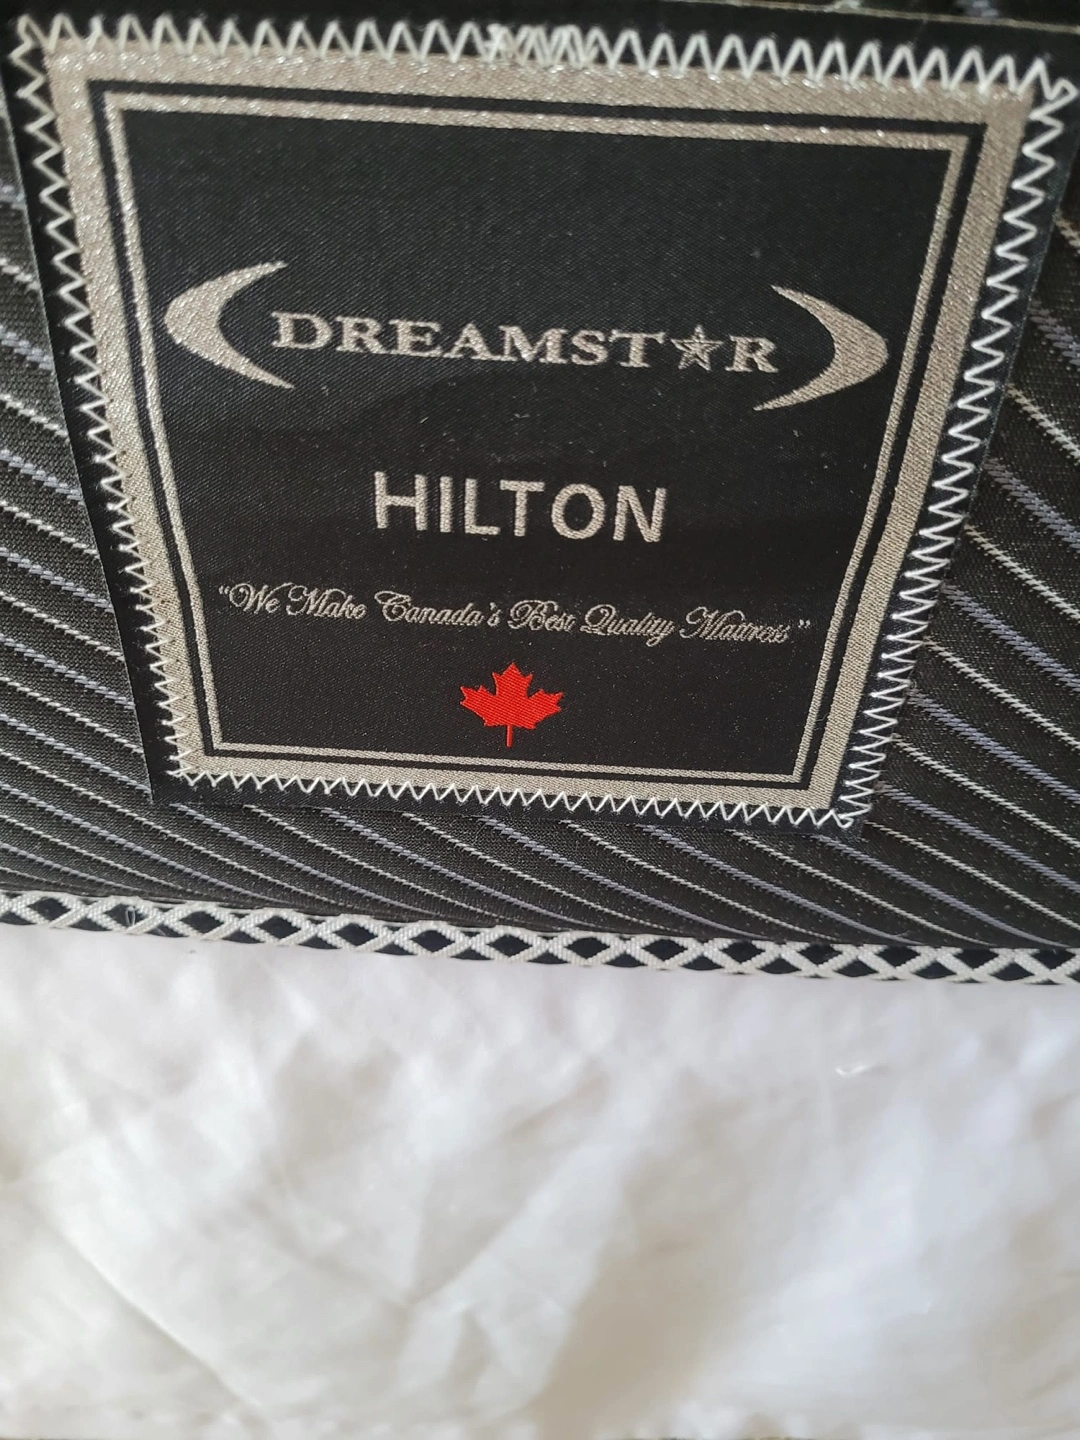 DREAMST★R
HILTON
"We Make Canada's Best Quality Mattress"